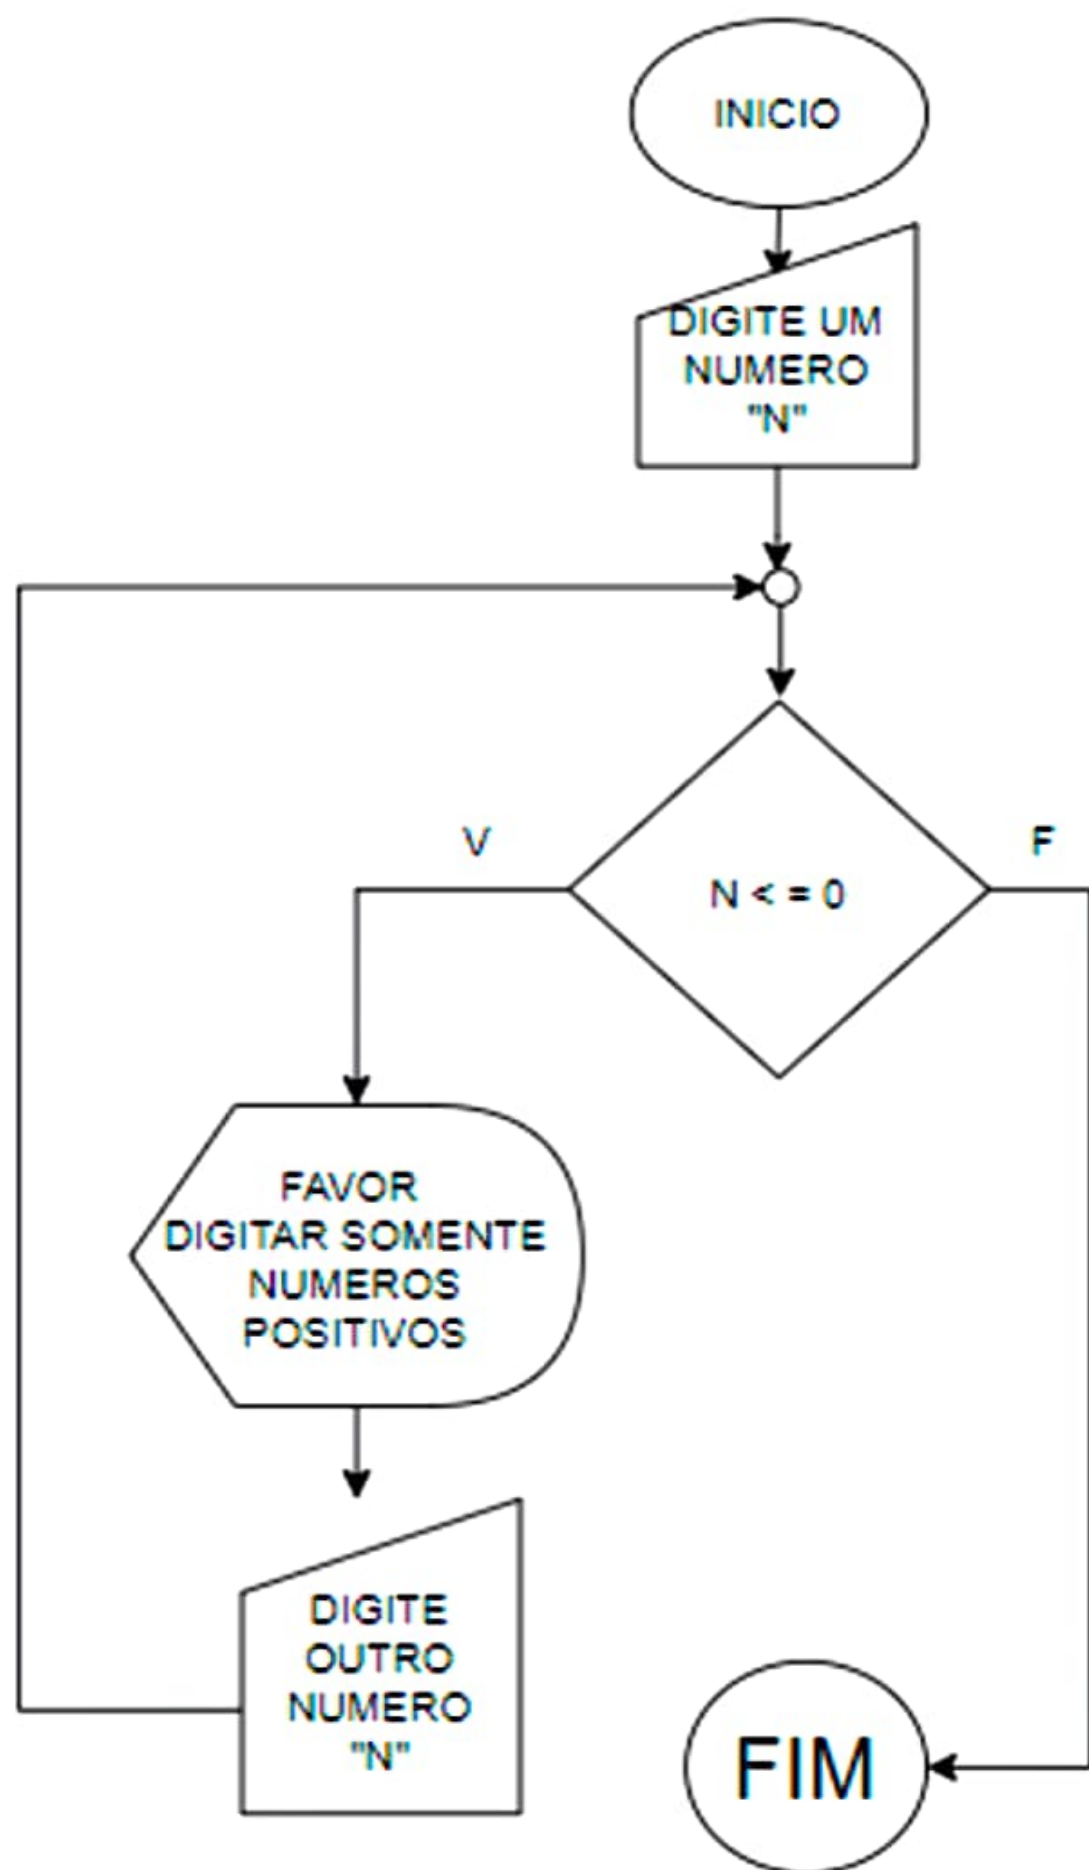 INICIO
DIGITE UM
NUMERO
"N"
V
F
N < = 0
FAVOR
DIGITAR SOMENTE
NUMEROS
POSITIVOS
DIGITE
OUTRO
NUMERO
"N"
FIM